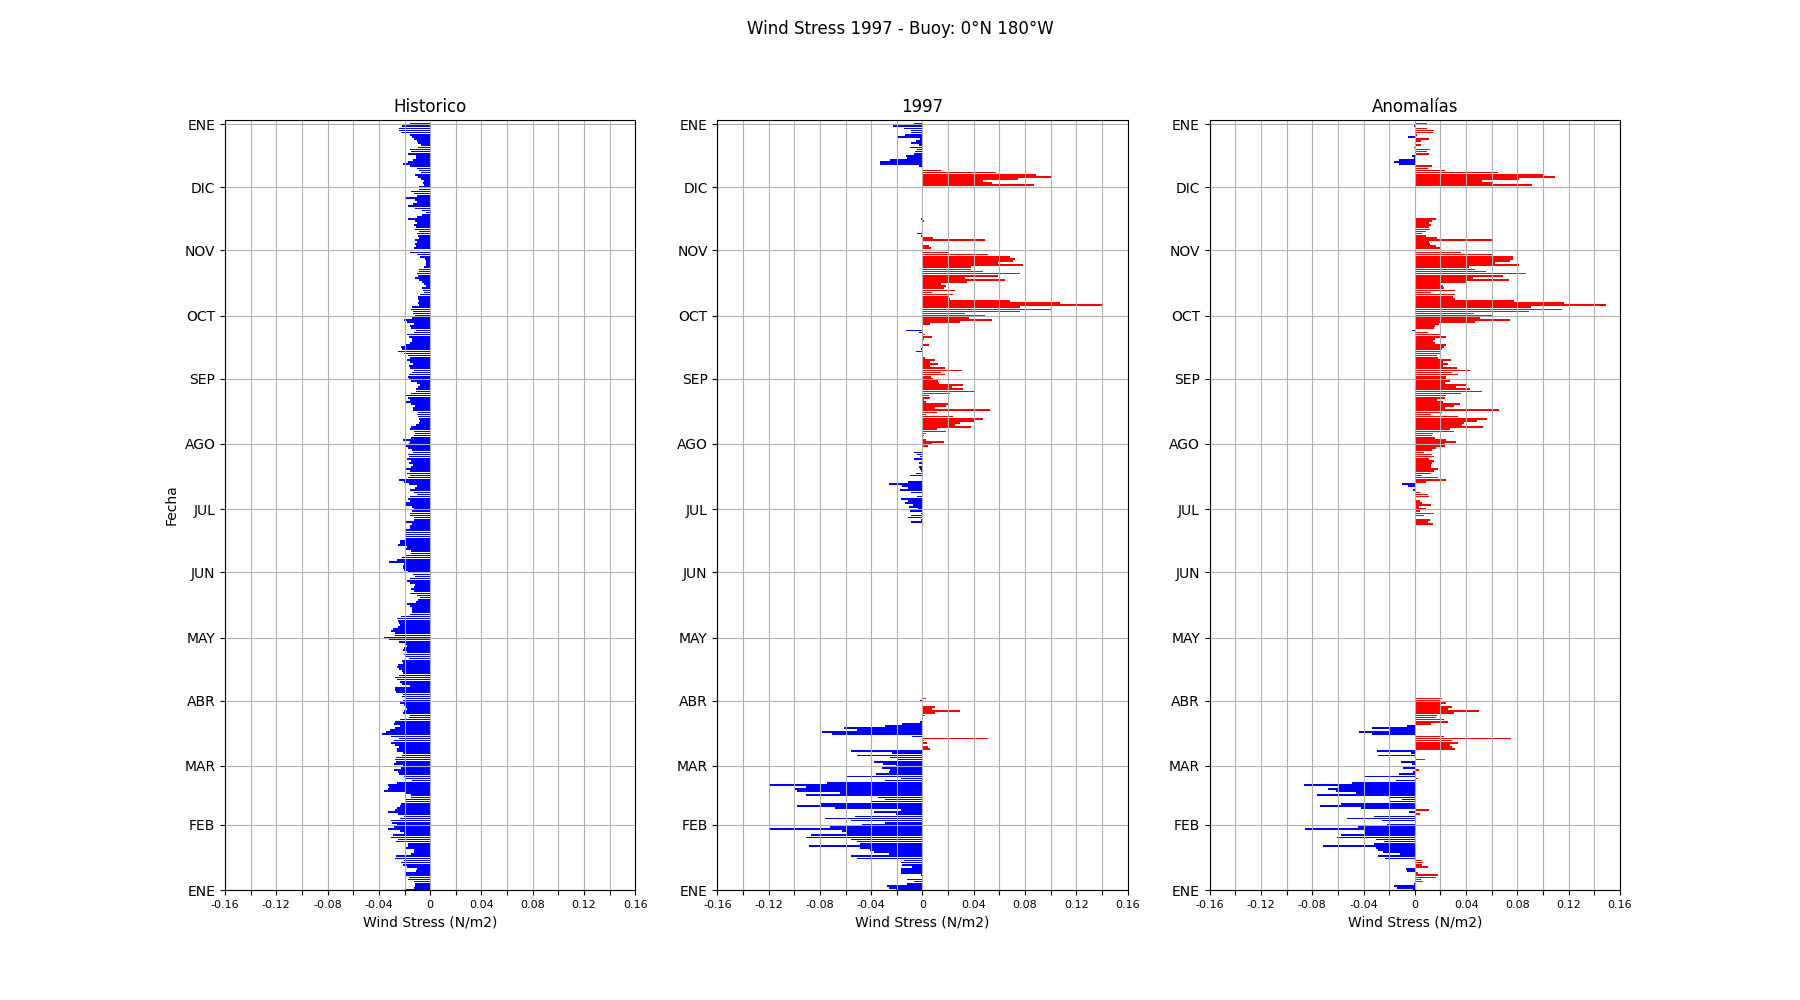 Wind Stress 1997 - Buoy: 0°N 180°W
Historico
1997
Anomalías
Fecha
ENE
DIC
NOV
OCT
SEP
AGO
JUL
JUN
MAY
ABR
MAR
FEB
ENE
-0.16 -0.12 -0.08 -0.04 0 0.04 0.08 0.12 0.16
Wind Stress (N/m2)
ENE
DIC
NOV
OCT
SEP
AGO
JUL
JUN
MAY
ABR
MAR
FEB
ENE
-0.16 -0.12 -0.08 -0.04 0 0.04 0.08 0.12 0.16
Wind Stress (N/m2)
ENE
DIC
NOV
OCT
SEP
AGO
JUL
JUN
MAY
ABR
MAR
FEB
ENE
-0.16 -0.12 -0.08 -0.04 0 0.04 0.08 0.12 0.16
Wind Stress (N/m2)